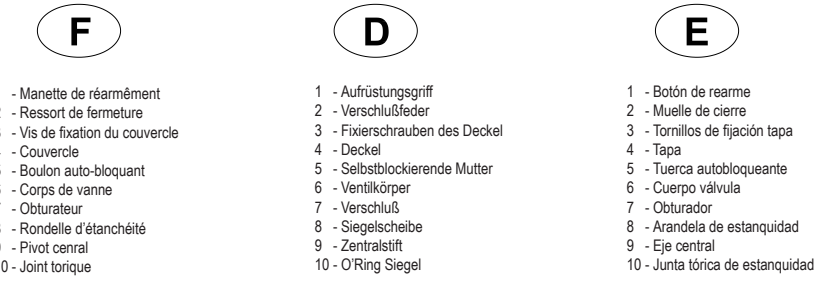 F
- Manette de réarmêment
- Ressort de fermeture
- Vis de fixation du couvercle
- Couvercle
- Boulon auto-bloquant
- Corps de vanne
- Obturateur
- Rondelle d'étanchéité
- Pivot cenral
0 - Joint torique
D
1 - Aufrüstungsgriff
2 - Verschlußfeder
3 - Fixierschrauben des Deckel
4 - Deckel
5 - Selbstblockierende Mutter
6 - Ventilkörper
7 - Verschluß
8 - Siegelscheibe
9 - Zentralstift
10 - O'Ring Siegel
E
1 - Botón de rearme
2 - Muelle de cierre
3 - Tornillos de fijación tapa
4 - Tapa
5 - Tuerca autobloqueante
6 - Cuerpo válvula
7 - Obturador
8 - Arandela de estanquidad
9 - Eje central
10 - Junta tórica de estanquidad